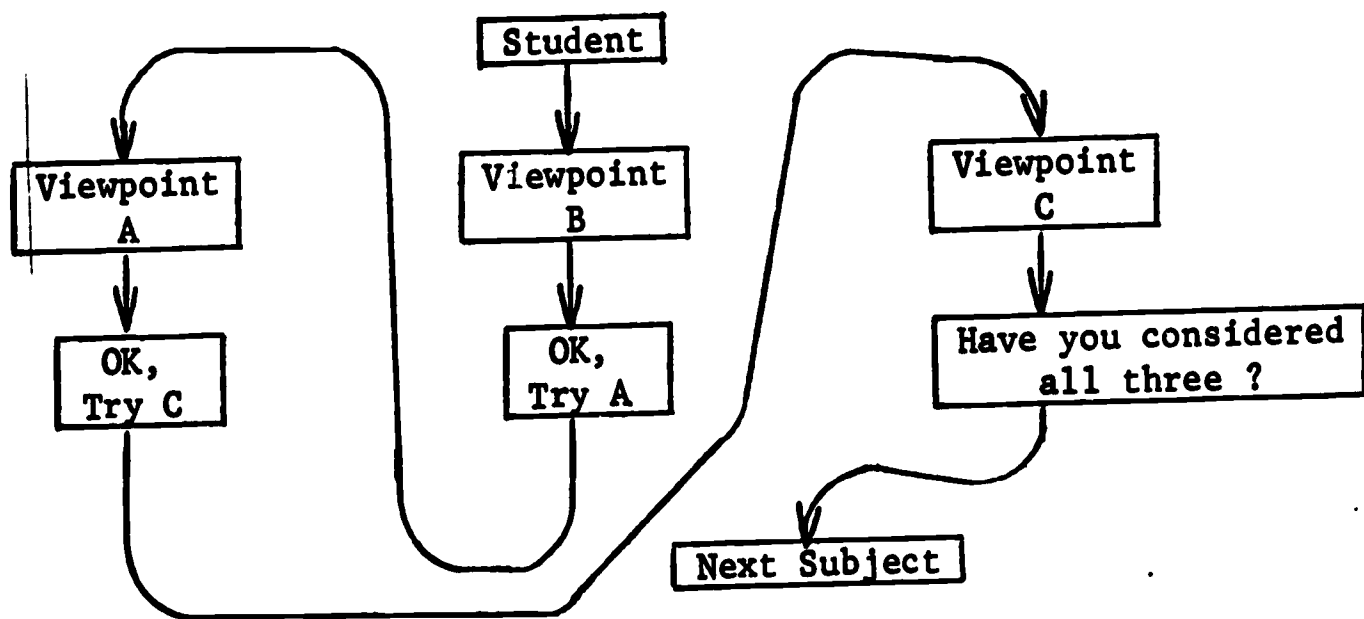 Student
Viewpoint
A
Viewpoint
B
Viewpoint
C
OK,
Try C
OK,
Try A
Have you considered
all three ?
Next Subject